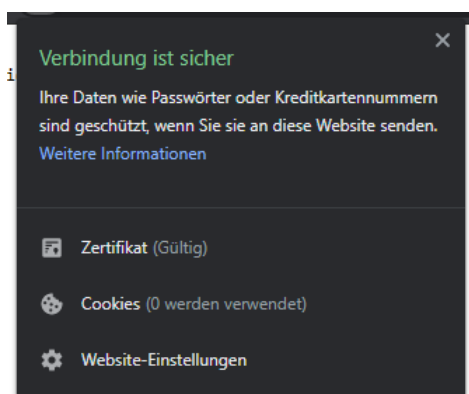 Verbindung ist sicher
Ihre Daten wie Passwörter oder Kreditkartennummern
sind geschützt, wenn Sie sie an diese Website senden.
Weitere Informationen
Zertifikat (Gültig)
Cookies (0 werden verwendet)
Website-Einstellungen